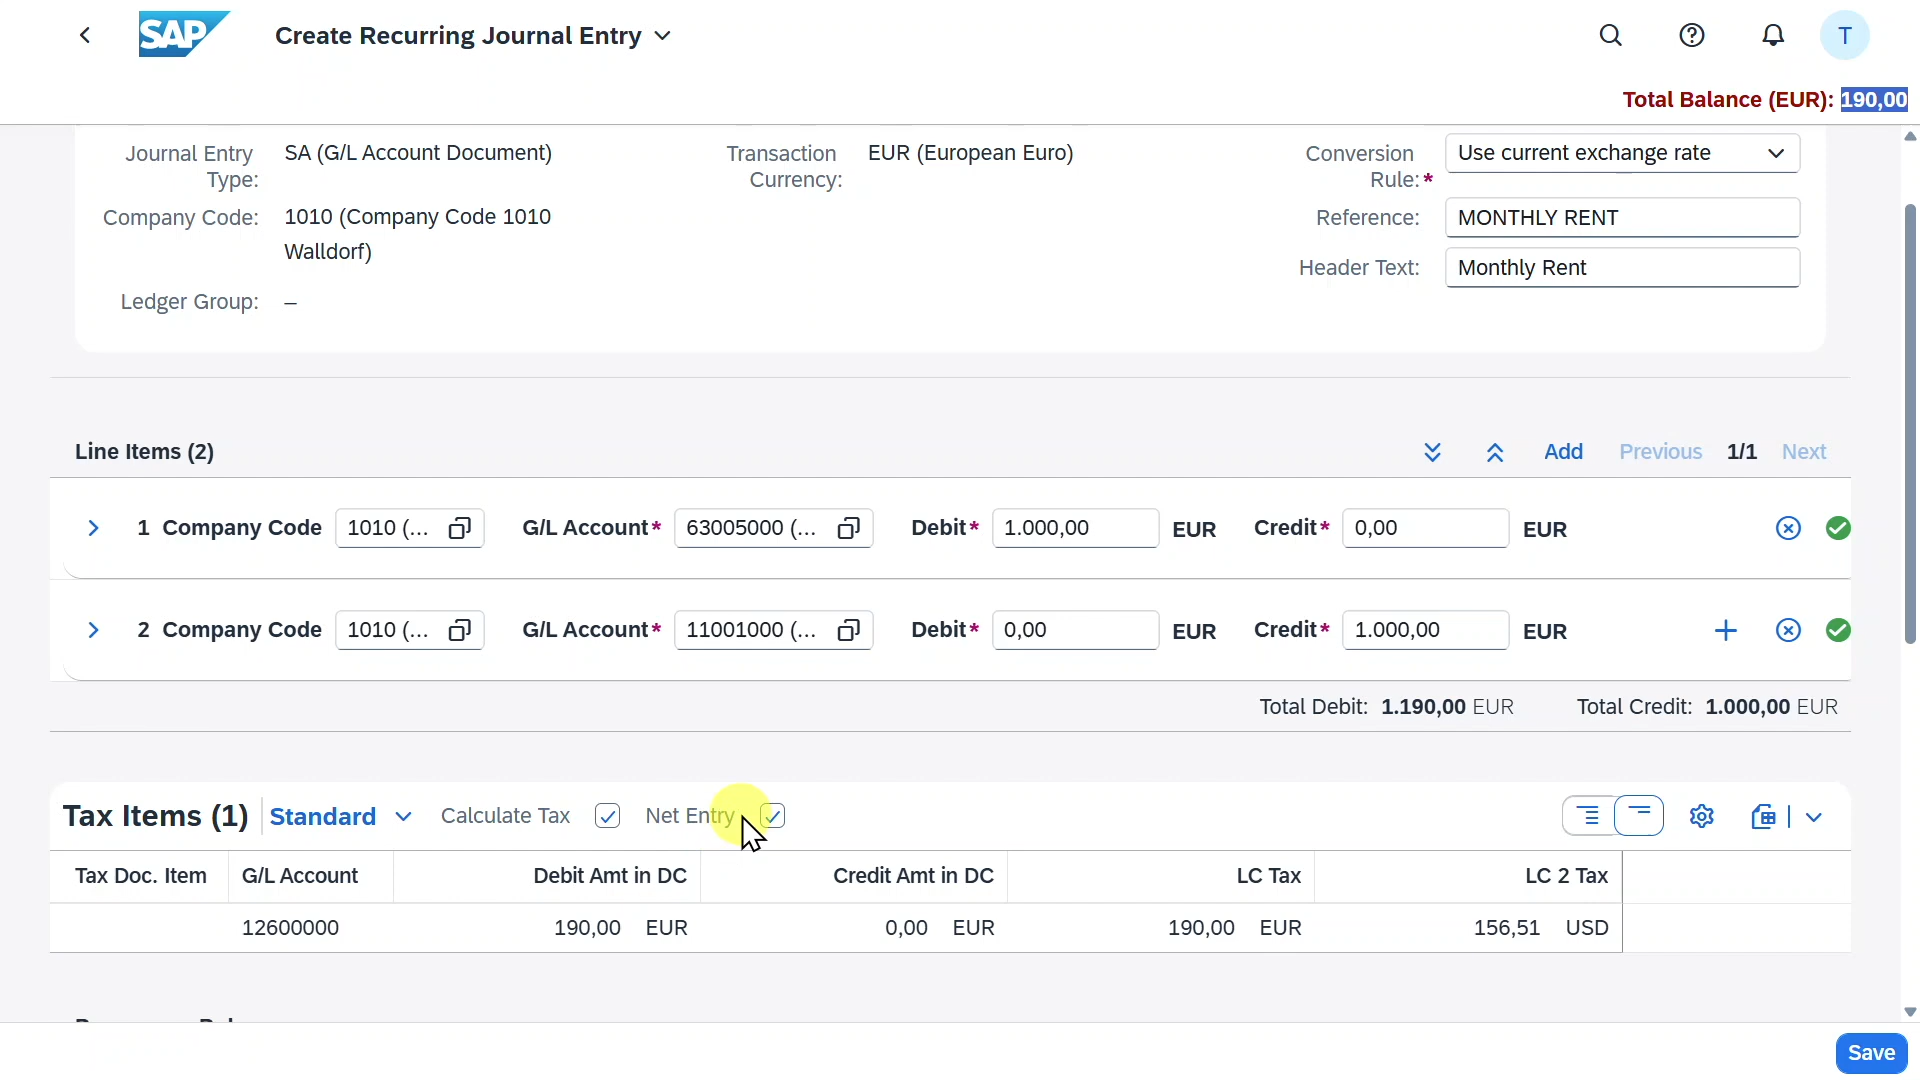 SAP Create Recurring Journal Entry T
Total Balance (EUR): 190,00
Journal Entry Type: SA (G/L Account Document)
Transaction Currency: EUR (European Euro)
Conversion Rule:* Use current exchange rate
Company Code: 1010 (Company Code 1010 Walldorf)
Reference: MONTHLY RENT
Header Text: Monthly Rent
Ledger Group: –
Line Items (2) Add Previous 1/1 Next
1 Company Code 1010 (... G/L Account* 63005000 (... Debit* 1.000,00 EUR Credit* 0,00 EUR
2 Company Code 1010 (... G/L Account* 11001000 (... Debit* 0,00 EUR Credit* 1.000,00 EUR
Total Debit: 1.190,00 EUR Total Credit: 1.000,00 EUR
Tax Items (1) Standard Calculate Tax Net Entry
Tax Doc. Item G/L Account Debit Amt in DC Credit Amt in DC LC Tax LC 2 Tax
12600000 190,00 EUR 0,00 EUR 190,00 EUR 156,51 USD
Save